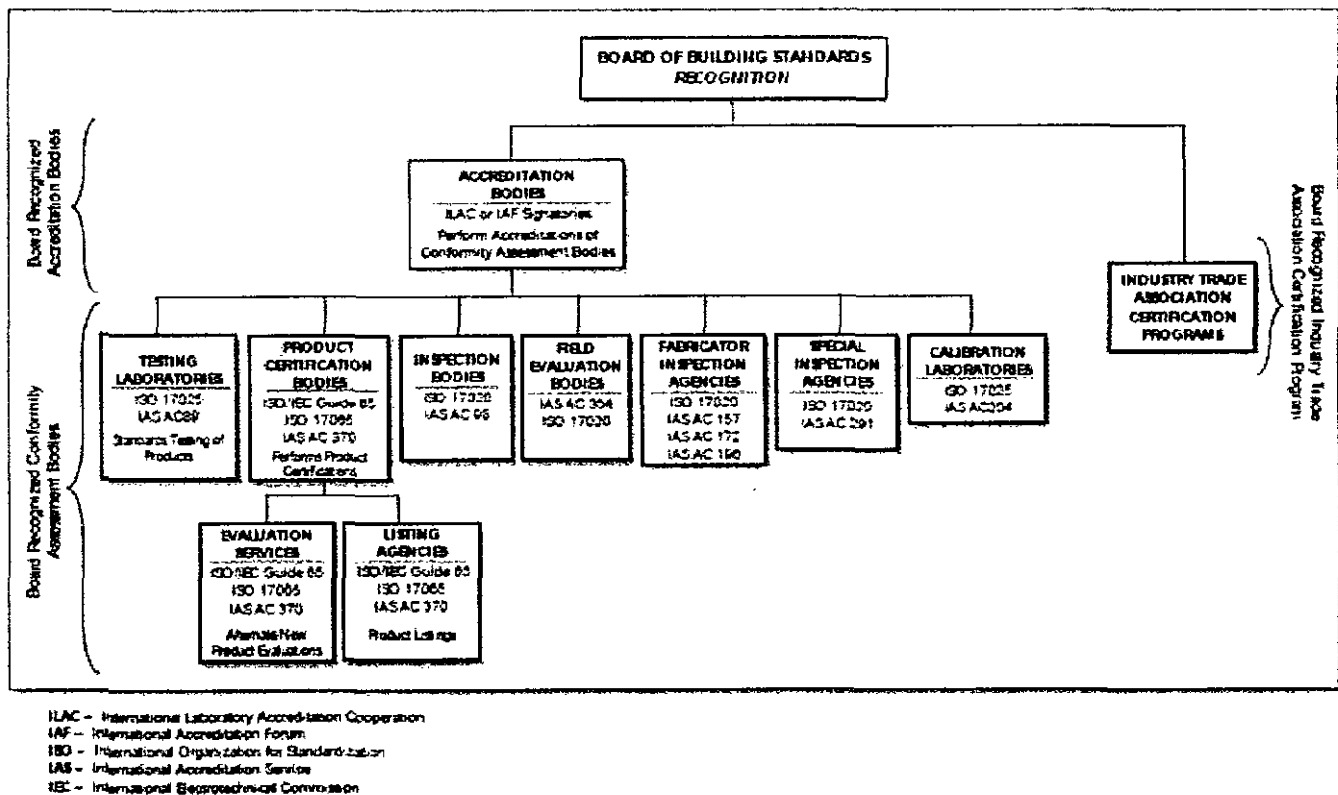 BOARD OF BUILDING STANDARDS
RECOGNITION
Board Recognized
Accreditation Bodies
ACCREDITATION
BODIES
ILAC or IAF Signatories
Perform Accreditations of
Conformity Assessment Bodies
Board Recognized Industry Trade
Association Certification Program
INDUSTRY TRADE
ASSOCIATION
CERTIFICATION
PROGRAMS
Board Recognized Conformity
Assessment Bodies
TESTING
LABORATORIES
ISO 17025
IAS AC89
Standards Testing of
Products
PRODUCT
CERTIFICATION
BODIES
ISO/IEC Guide 65
ISO 17065
IAS AC 370
Performs Product
Certifications
INSPECTION
BODIES
ISO 17020
IAS AC 98
FIELD
EVALUATION
BODIES
IAS AC 354
ISO 17020
FABRICATOR
INSPECTION
AGENCIES
ISO 17020
IAS AC 157
IAS AC 172
IAS AC 196
SPECIAL
INSPECTION
AGENCIES
ISO 17020
IAS AC 291
CALIBRATION
LABORATORIES
ISO 17025
IAS AC204
EVALUATION
SERVICES
ISO/IEC Guide 65
ISO 17065
IAS AC 370
Alternate New
Product Evaluations
LISTING
AGENCIES
ISO/IEC Guide 65
ISO 17065
IAS AC 370
Product Listings
ILAC – International Laboratory Accreditation Cooperation
IAF – International Accreditation Forum
ISO – International Organization for Standardization
IAS – International Accreditation Service
IEC – International Electrotechnical Commission